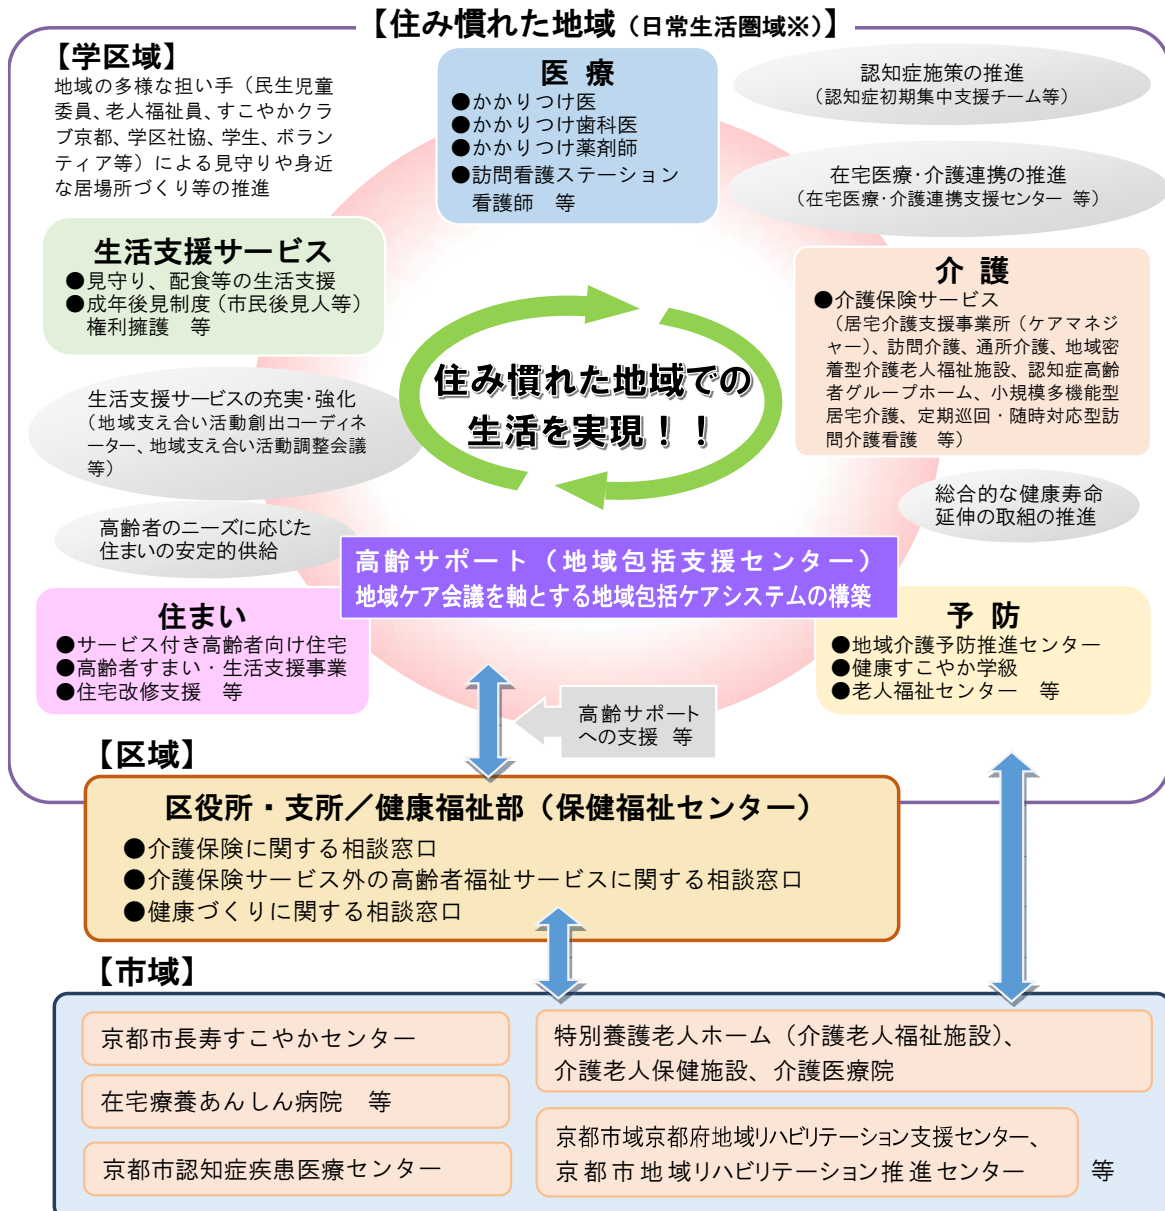 【住み慣れた地域（日常生活圏域※）】
【学区域】
地域の多様な担い手（民生児童
委員、老人福祉員、すこやかクラ
ブ京都、学区社協、学生、ボラン
ティア等）による見守りや身近
な居場所づくり等の推進
医 療
●かかりつけ医
●かかりつけ歯科医
●かかりつけ薬剤師
●訪問看護ステーション
看護師　等
認知症施策の推進
（認知症初期集中支援チーム等）
在宅医療・介護連携の推進
（在宅医療・介護連携支援センター 等）
生活支援サービス
●見守り、配食等の生活支援
●成年後見制度（市民後見人等）
権利擁護　等
介 護
●介護保険サービス
（居宅介護支援事業所（ケアマネジ
ャー）、訪問介護、通所介護、地域密
着型介護老人福祉施設、認知症高齢
者グループホーム、小規模多機能型
居宅介護、定期巡回・随時対応型訪
問介護看護　等）
住み慣れた地域での
生活を実現！！
生活支援サービスの充実・強化
（地域支え合い活動創出コーディネ
ーター、地域支え合い活動調整会議
等）
総合的な健康寿命
延伸の取組の推進
高齢者のニーズに応じた
住まいの安定的供給
高齢サポート（地域包括支援センター）
地域ケア会議を軸とする地域包括ケアシステムの構築
住まい
●サービス付き高齢者向け住宅
●高齢者すまい・生活支援事業
●住宅改修支援　等
予 防
●地域介護予防推進センター
●健康すこやか学級
●老人福祉センター　等
高齢サポート
への支援 等
【区域】
区役所・支所／健康福祉部（保健福祉センター）
●介護保険に関する相談窓口
●介護保険サービス外の高齢者福祉サービスに関する相談窓口
●健康づくりに関する相談窓口
【市域】
京都市長寿すこやかセンター
在宅療養あんしん病院　等
京都市認知症疾患医療センター
特別養護老人ホーム（介護老人福祉施設）、
介護老人保健施設、介護医療院
京都市域京都府地域リハビリテーション支援センター、
京都市地域リハビリテーション推進センター
等